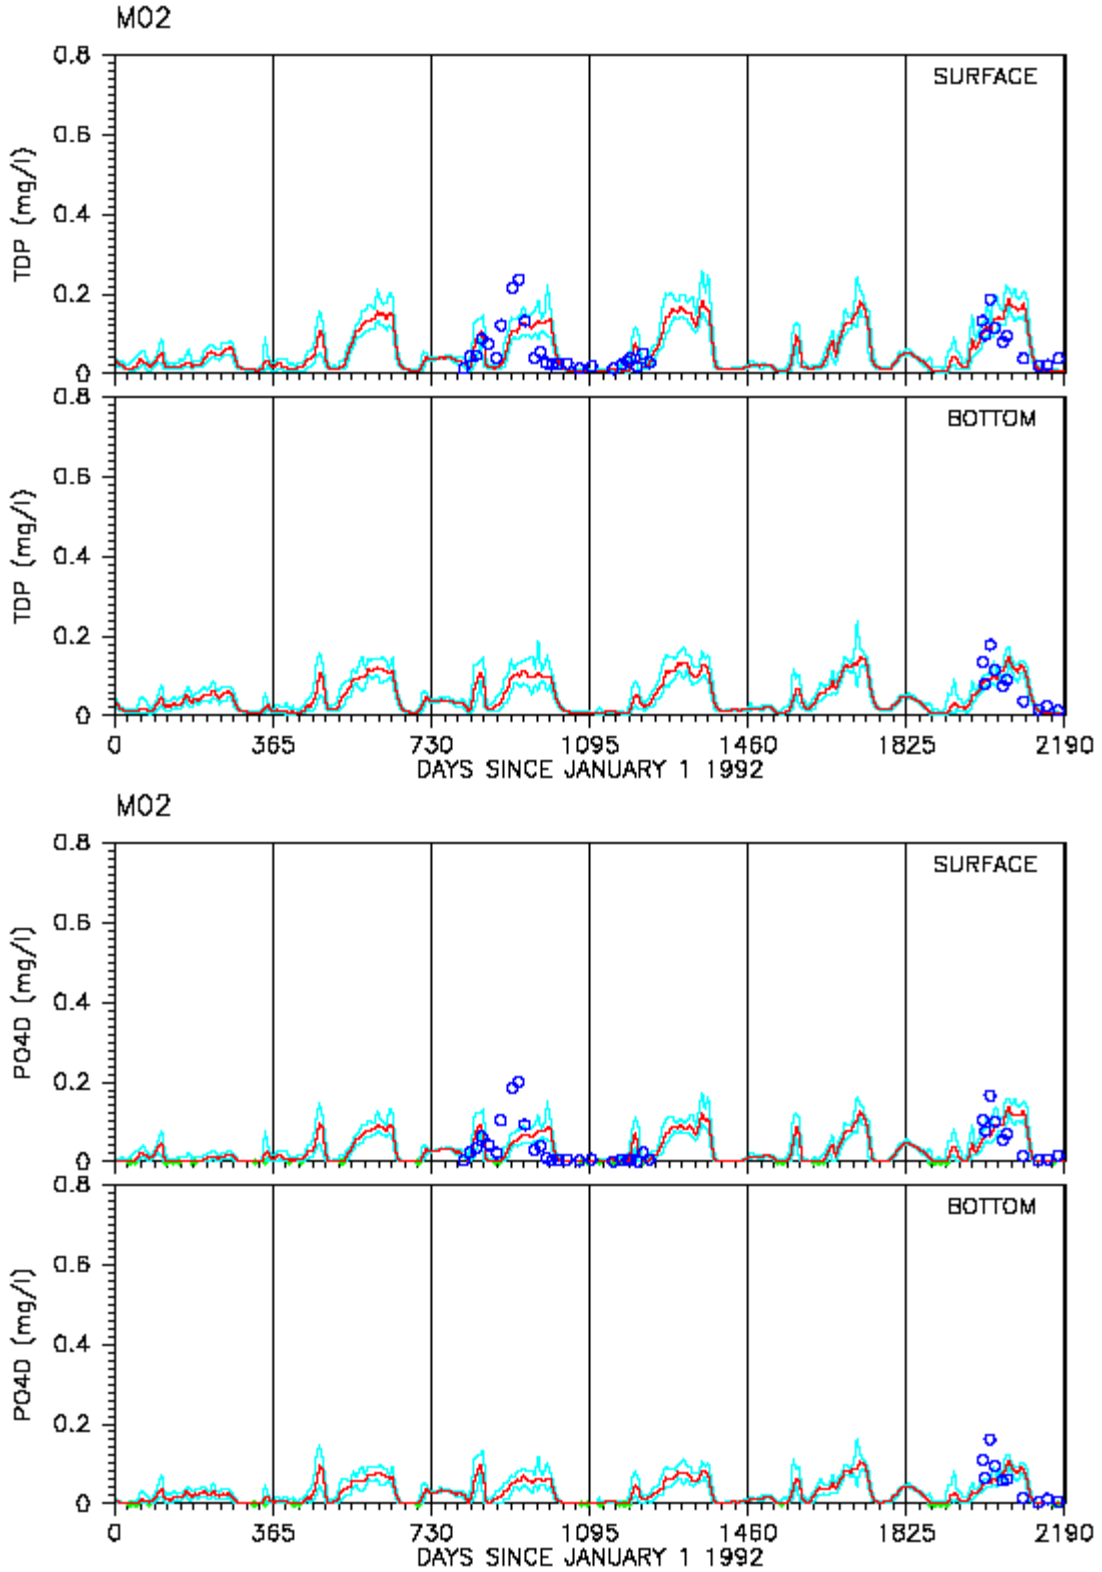 M02
0.8
SURFACE
0.6
TDP (mg/l)
0.4
0.2
0
0.8
BOTTOM
0.6
TDP (mg/l)
0.4
0.2
0
0 365 730 1095 1460 1825 2190
DAYS SINCE JANUARY 1 1992
M02
0.8
SURFACE
0.6
PO4D (mg/l)
0.4
0.2
0
0.8
BOTTOM
0.6
PO4D (mg/l)
0.4
0.2
0
0 365 730 1095 1460 1825 2190
DAYS SINCE JANUARY 1 1992